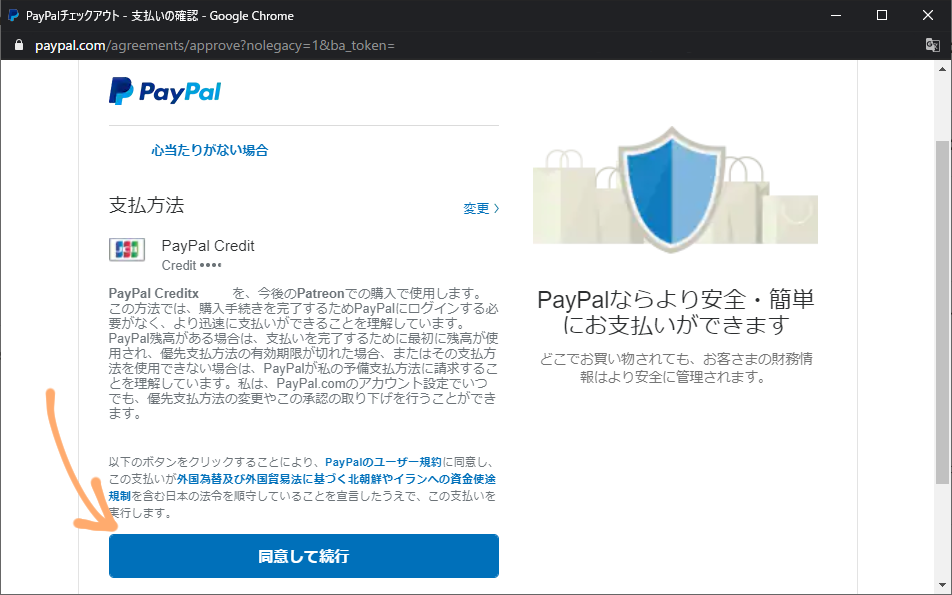 PayPalチェックアウト - 支払いの確認 - Google Chrome
paypal.com/agreements/approve?nolegacy=1&ba_token=
PayPal
心当たりがない場合
支払方法
変更 >
JCB
PayPal Credit
Credit ••••
PayPal Creditx を、今後のPatreonでの購入で使用します。
この方法では、購入手続きを完了するためPayPalにログインする必
要がなく、より迅速に支払いができることを理解しています。
PayPal残高がある場合は、支払いを完了するために最初に残高が使
用され、優先支払方法の有効期限が切れた場合、またはその支払方
法を使用できない場合は、PayPalが私の予備支払方法に請求するこ
とを理解しています。私は、PayPal.comのアカウント設定でいつ
でも、優先支払方法の変更やこの承認の取り下げを行うことができ
ます。
以下のボタンをクリックすることにより、PayPalのユーザー規約に同意し、
この支払いが外国為替及び外国貿易法に基づく北朝鮮やイランへの資金使途
規制を含む日本の法令を順守していることを宣言したうえで、この支払いを
実行します。
同意して続行
PayPalならより安全・簡単
にお支払いができます
どこでお買い物されても、お客さまの財務情
報はより安全に管理されます。